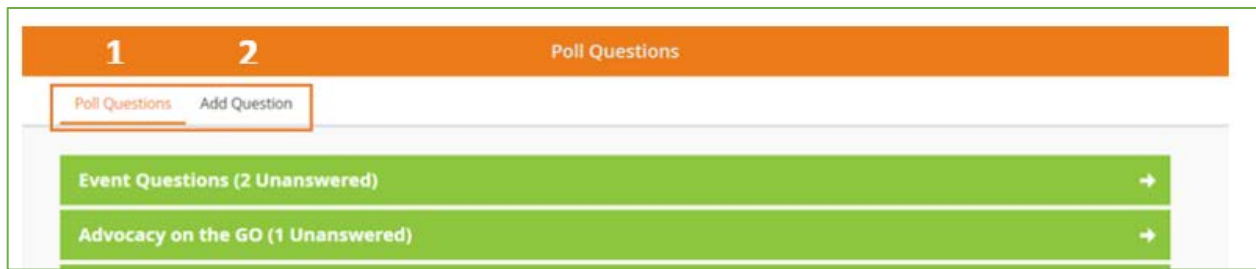 1 2 Poll Questions
Poll Questions Add Question
Event Questions (2 Unanswered)
Advocacy on the GO (1 Unanswered)